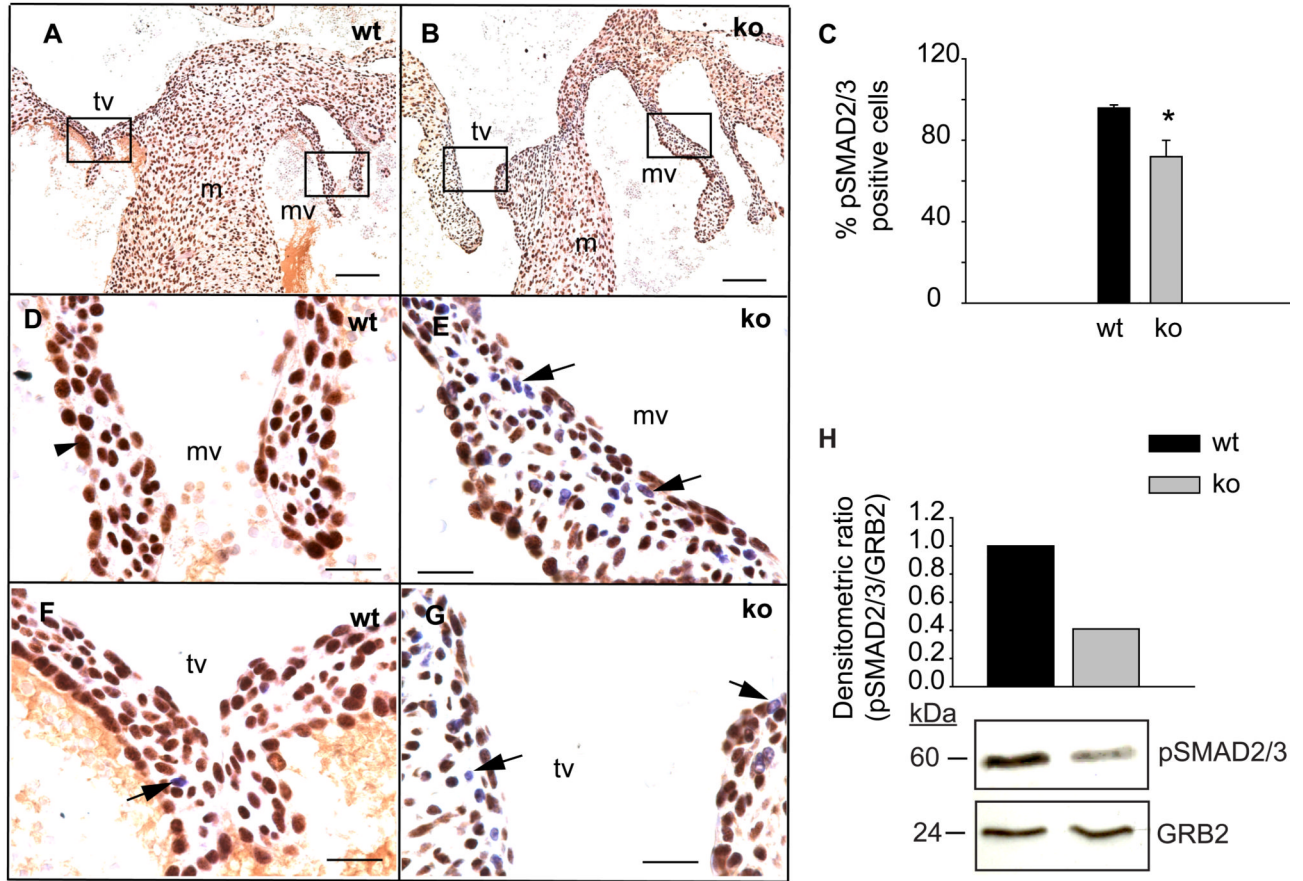 A
wt
tv
m
mv
B
ko
tv
mv
m
C
% pSMAD2/3
positive cells
120
80
40
0
*
wt
ko
D
wt
mv
E
ko
mv
F
wt
tv
G
ko
tv
H
wt
ko
Densitometric ratio
(pSMAD2/3/GRB2)
1.2
1.0
0.8
0.6
0.4
0.2
0.0
kDa
60
pSMAD2/3
24
GRB2